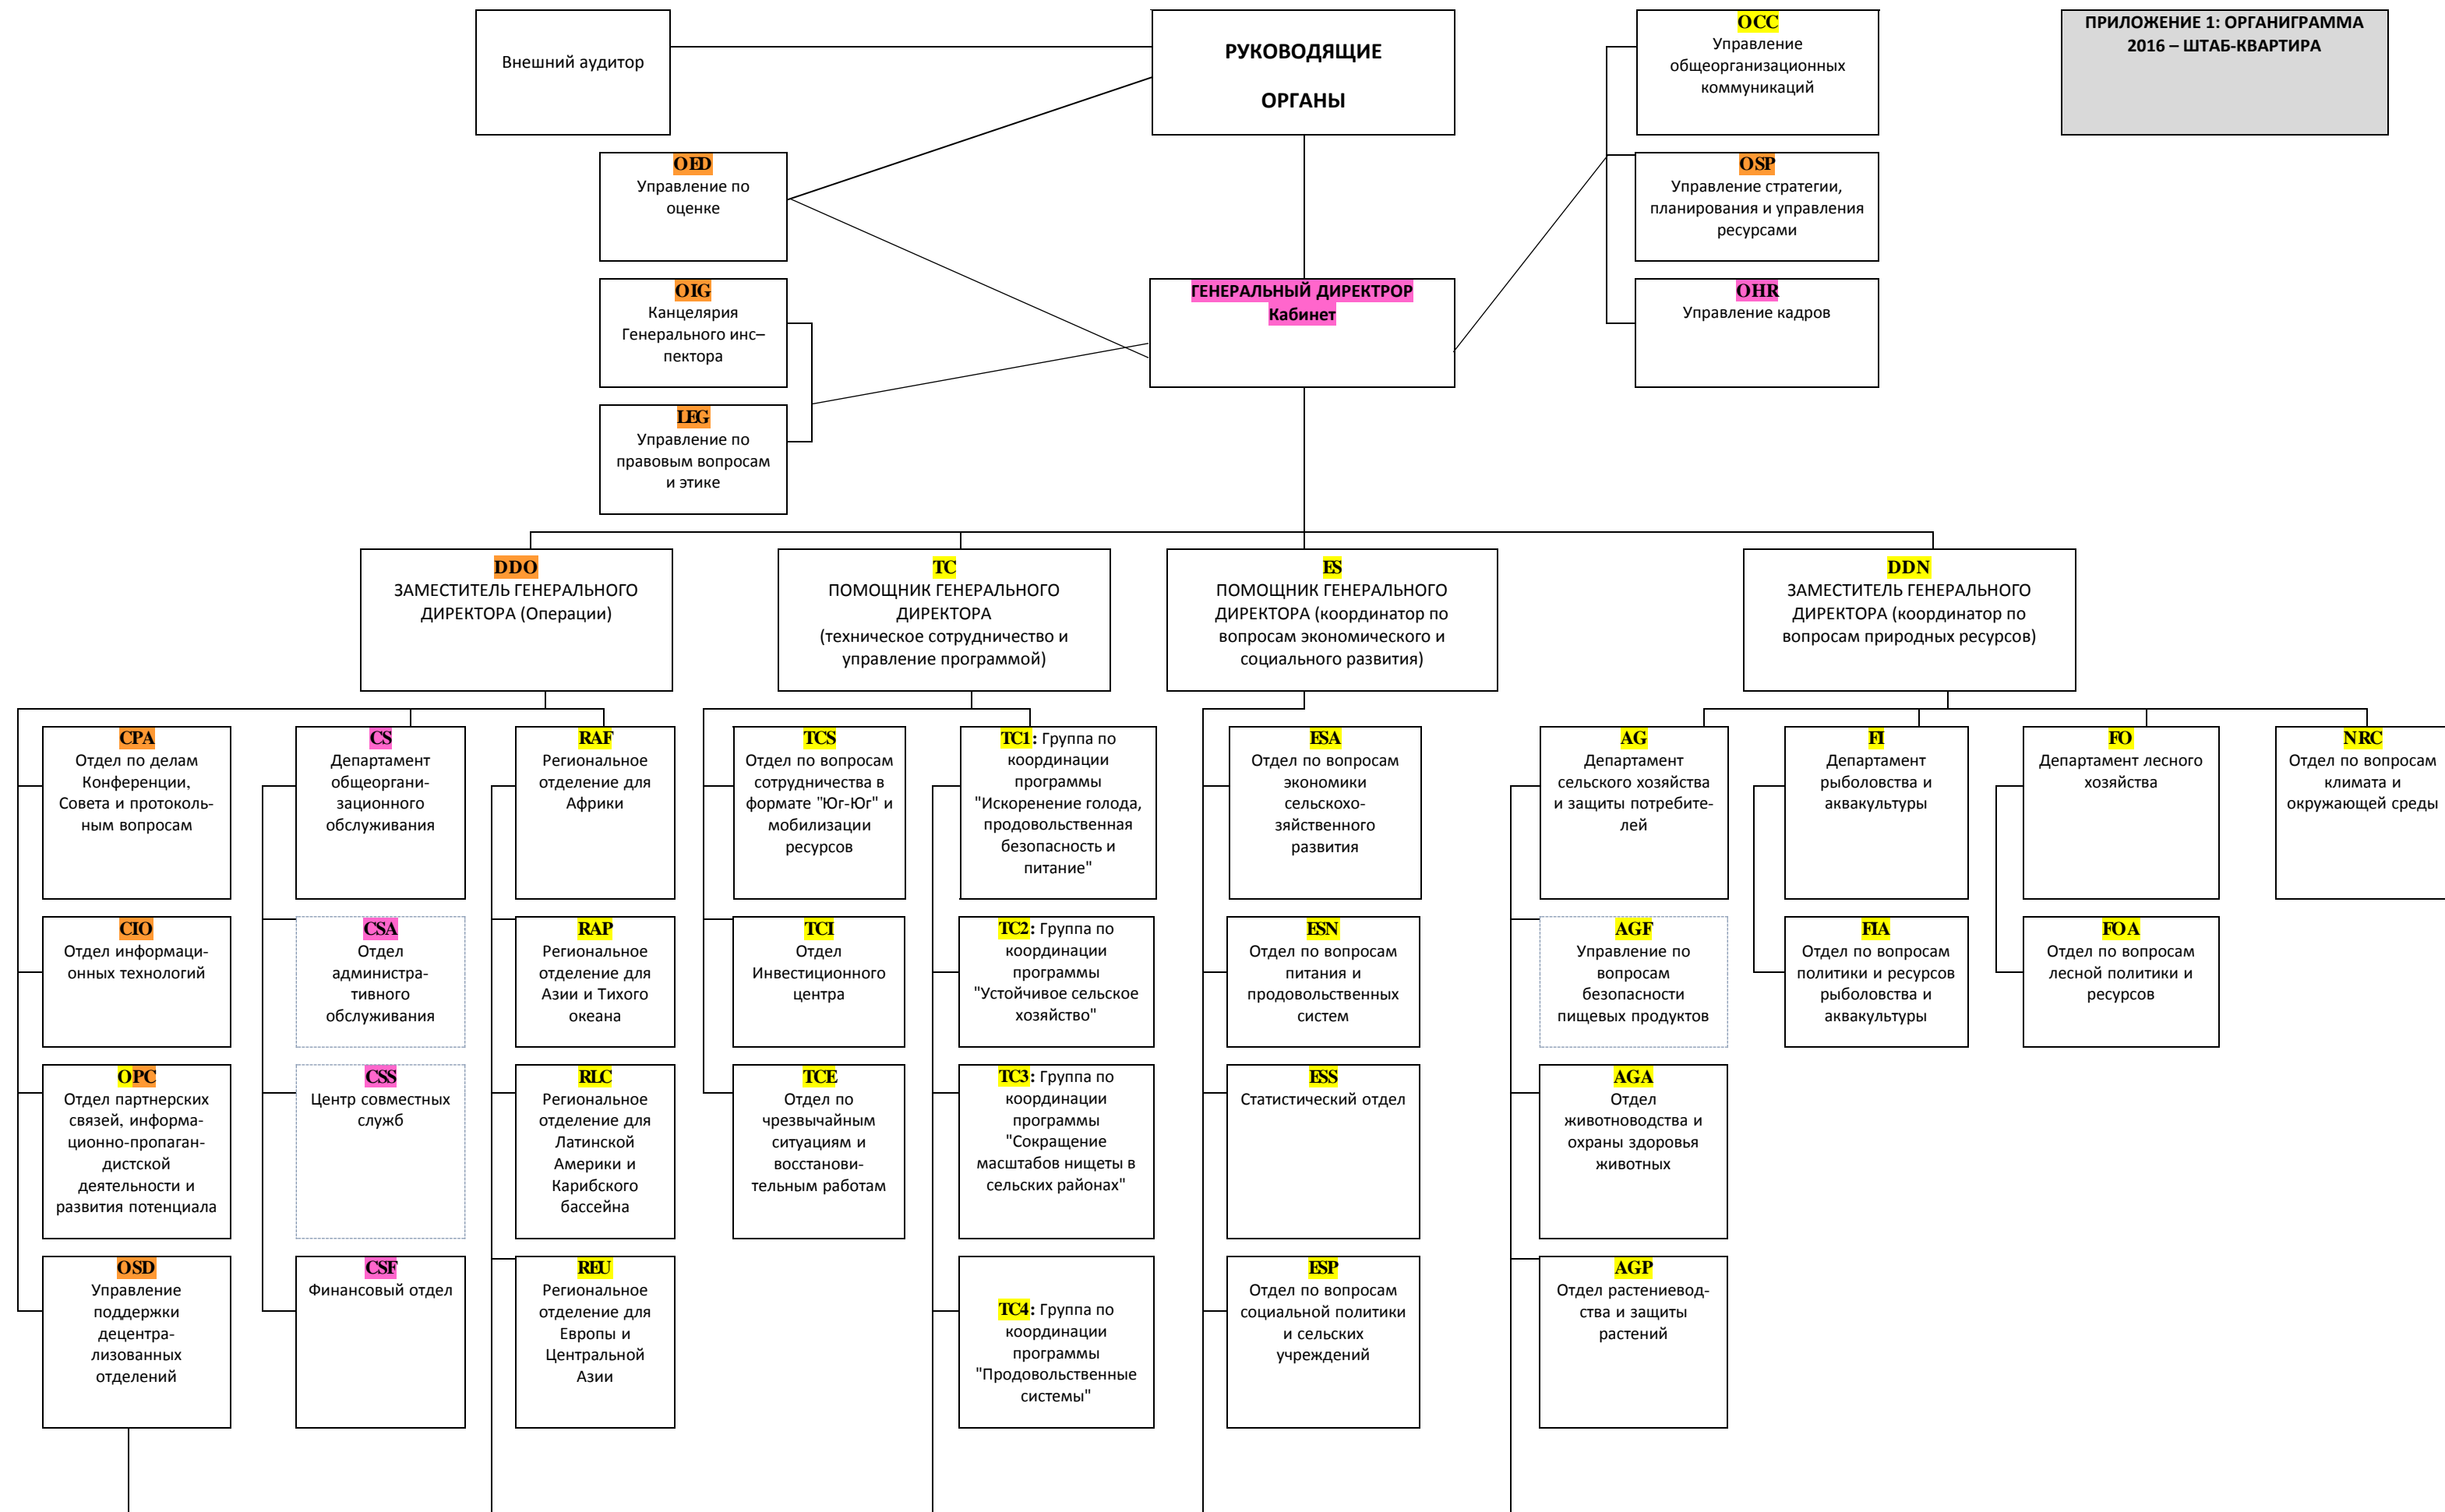 Внешний аудитор
РУКОВОДЯЩИЕ
ОРГАНЫ
OCC
Управление
общеорганизационных
коммуникаций
ПРИЛОЖЕНИЕ 1: ОРГАНИГРАММА
2016 – ШТАБ-КВАРТИРА
OED
Управление по
оценке
OSP
Управление стратегии,
планирования и управления
ресурсами
OIG
Канцелярия
Генерального инс–
пектора
ГЕНЕРАЛЬНЫЙ ДИРЕКТРОР
Кабинет
OHR
Управление кадров
LEG
Управление по
правовым вопросам
и этике
DDO
ЗАМЕСТИТЕЛЬ ГЕНЕРАЛЬНОГО
ДИРЕКТОРА (Операции)
TC
ПОМОЩНИК ГЕНЕРАЛЬНОГО
ДИРЕКТОРА
(техническое сотрудничество и
управление программой)
ES
ПОМОЩНИК ГЕНЕРАЛЬНОГО
ДИРЕКТОРА (координатор по
вопросам экономического и
социального развития)
DDN
ЗАМЕСТИТЕЛЬ ГЕНЕРАЛЬНОГО
ДИРЕКТОРА (координатор по
вопросам природных ресурсов)
CPA
Отдел по делам
Конференции,
Совета и протоколь-
ным вопросам
CS
Департамент
общеоргани-
зационного
обслуживания
RAF
Региональное
отделение для
Африки
TCS
Отдел по вопросам
сотрудничества в
формате "Юг-Юг" и
мобилизации
ресурсов
TC1: Группа по
координации
программы
"Искоренение голода,
продовольственная
безопасность и
питание"
ESA
Отдел по вопросам
экономики
сельскохо-
зяйственного
развития
AG
Департамент
сельского хозяйства
и защиты потребите-
лей
FI
Департамент
рыболовства и
аквакультуры
FO
Департамент лесного
хозяйства
NRC
Отдел по вопросам
климата и
окружающей среды
CIO
Отдел информаци-
онных технологий
CSA
Отдел
администра-
тивного
обслуживания
RAP
Региональное
отделение для
Азии и Тихого
океана
TCI
Отдел
Инвестиционного
центра
TC2: Группа по
координации
программы
"Устойчивое сельское
хозяйство"
ESN
Отдел по вопросам
питания и
продовольственных
систем
AGF
Управление по
вопросам
безопасности
пищевых продуктов
FIA
Отдел по вопросам
политики и ресурсов
рыболовства и
аквакультуры
FOA
Отдел по вопросам
лесной политики и
ресурсов
OPC
Отдел партнерских
связей, информа-
ционно-пропаган-
дистской
деятельности и
развития потенциала
CSS
Центр совместных
служб
RLC
Региональное
отделение для
Латинской
Америки и
Карибского
бассейна
TCE
Отдел по
чрезвычайным
ситуациям и
восстанови-
тельным работам
TC3: Группа по
координации
программы
"Сокращение
масштабов нищеты в
сельских районах"
ESS
Статистический отдел
AGA
Отдел
животноводства и
охраны здоровья
животных
OSD
Управление
поддержки
децентра-
лизованных
отделений
CSF
Финансовый отдел
REU
Региональное
отделение для
Европы и
Центральной
Азии
TC4: Группа по
координации
программы
"Продовольственные
системы"
ESP
Отдел по вопросам
социальной политики
и сельских
учреждений
AGP
Отдел растениевод-
ства и защиты
растений